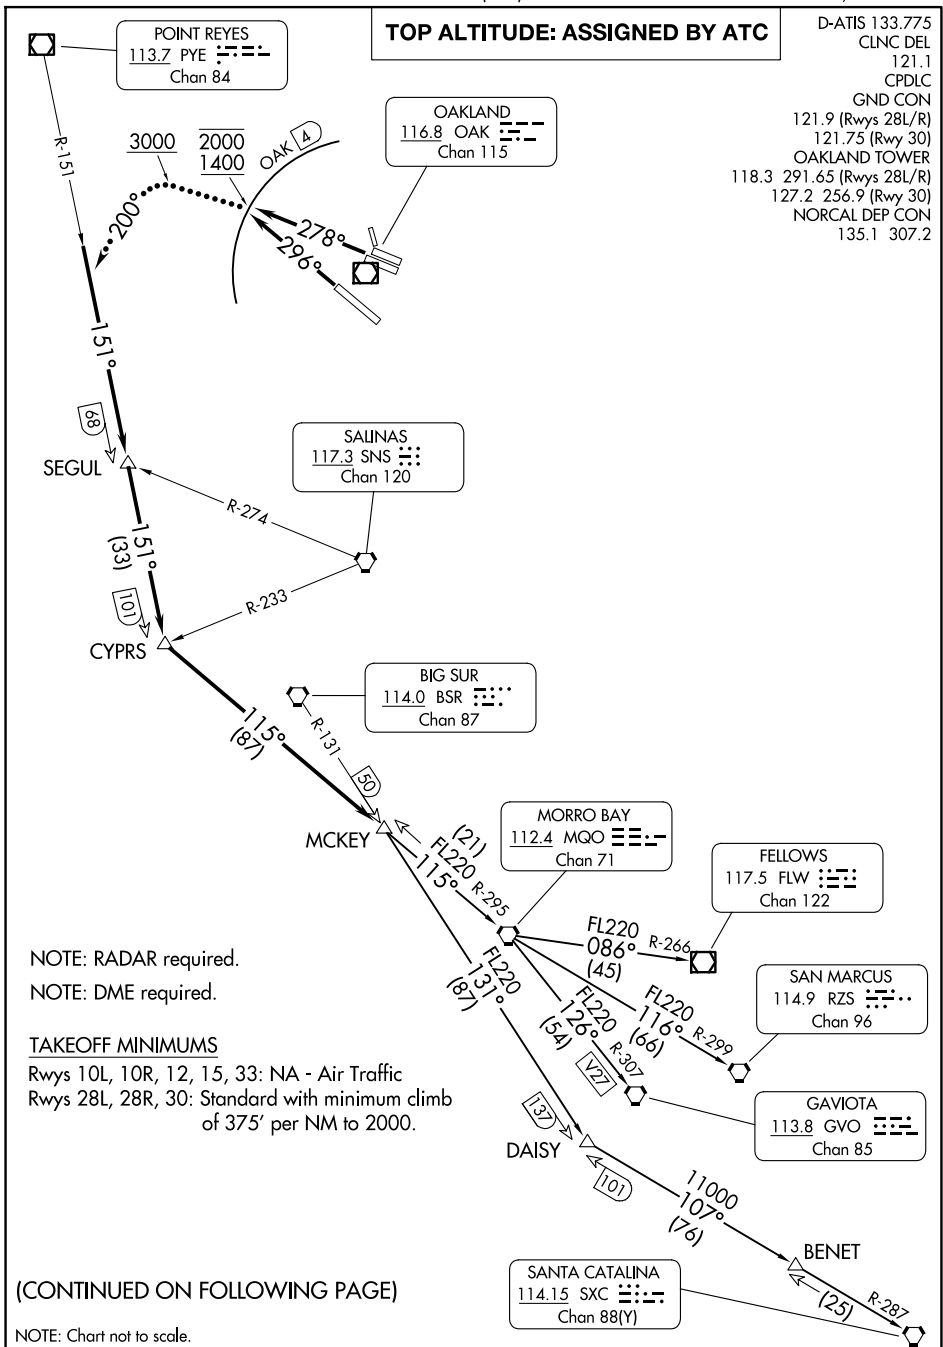 TOP ALTITUDE: ASSIGNED BY ATC
D-ATIS 133.775
CLNC DEL
121.1
CPDLC
GND CON
121.9 (Rwys 28L/R)
121.75 (Rwy 30)
OAKLAND TOWER
118.3 291.65 (Rwys 28L/R)
127.2 256.9 (Rwy 30)
NORCAL DEP CON
135.1 307.2
POINT REYES
113.7 PYE
Chan 84
OAKLAND
116.8 OAK
Chan 115
R-151
3000
2000
1400
OAK 4
200°
278°
296°
151°
68
SEGUL
SALINAS
117.3 SNS
Chan 120
R-274
151°
(33)
R-233
101
CYPRS
BIG SUR
114.0 BSR
Chan 87
115°
(87)
R-131
50
MCKEY
(21)
FL220
115°
R-295
MORRO BAY
112.4 MQO
Chan 71
FELLOWS
117.5 FLW
Chan 122
FL220
086°
(45)
R-266
FL220
131°
(87)
FL220
126°
(54)
R-307
V27
FL220
116°
(66)
R-299
SAN MARCUS
114.9 RZS
Chan 96
GAVIOTA
113.8 GVO
Chan 85
NOTE: RADAR required.
NOTE: DME required.
TAKEOFF MINIMUMS
Rwys 10L, 10R, 12, 15, 33: NA - Air Traffic
Rwys 28L, 28R, 30: Standard with minimum climb
of 375' per NM to 2000.
137
DAISY
101
11000
107°
(76)
BENET
(25)
R-287
SANTA CATALINA
114.15 SXC
Chan 88(Y)
(CONTINUED ON FOLLOWING PAGE)
NOTE: Chart not to scale.